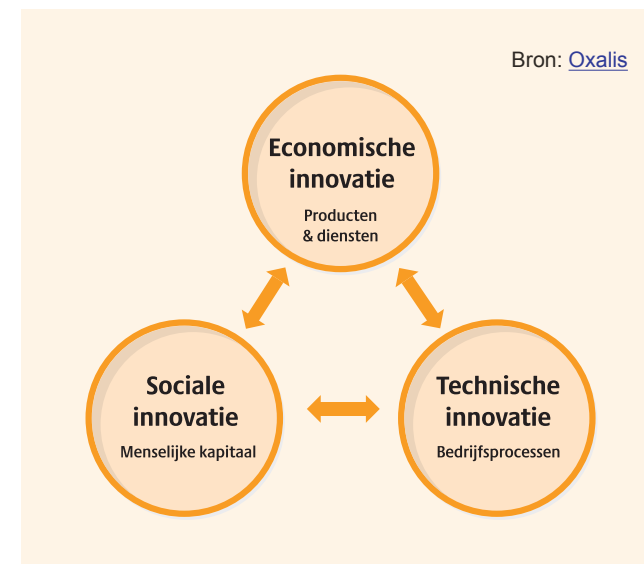 Bron: Oxalis
Economische
innovatie
Producten
& diensten
Sociale
innovatie
Menselijke kapitaal
Technische
innovatie
Bedrijfsprocessen